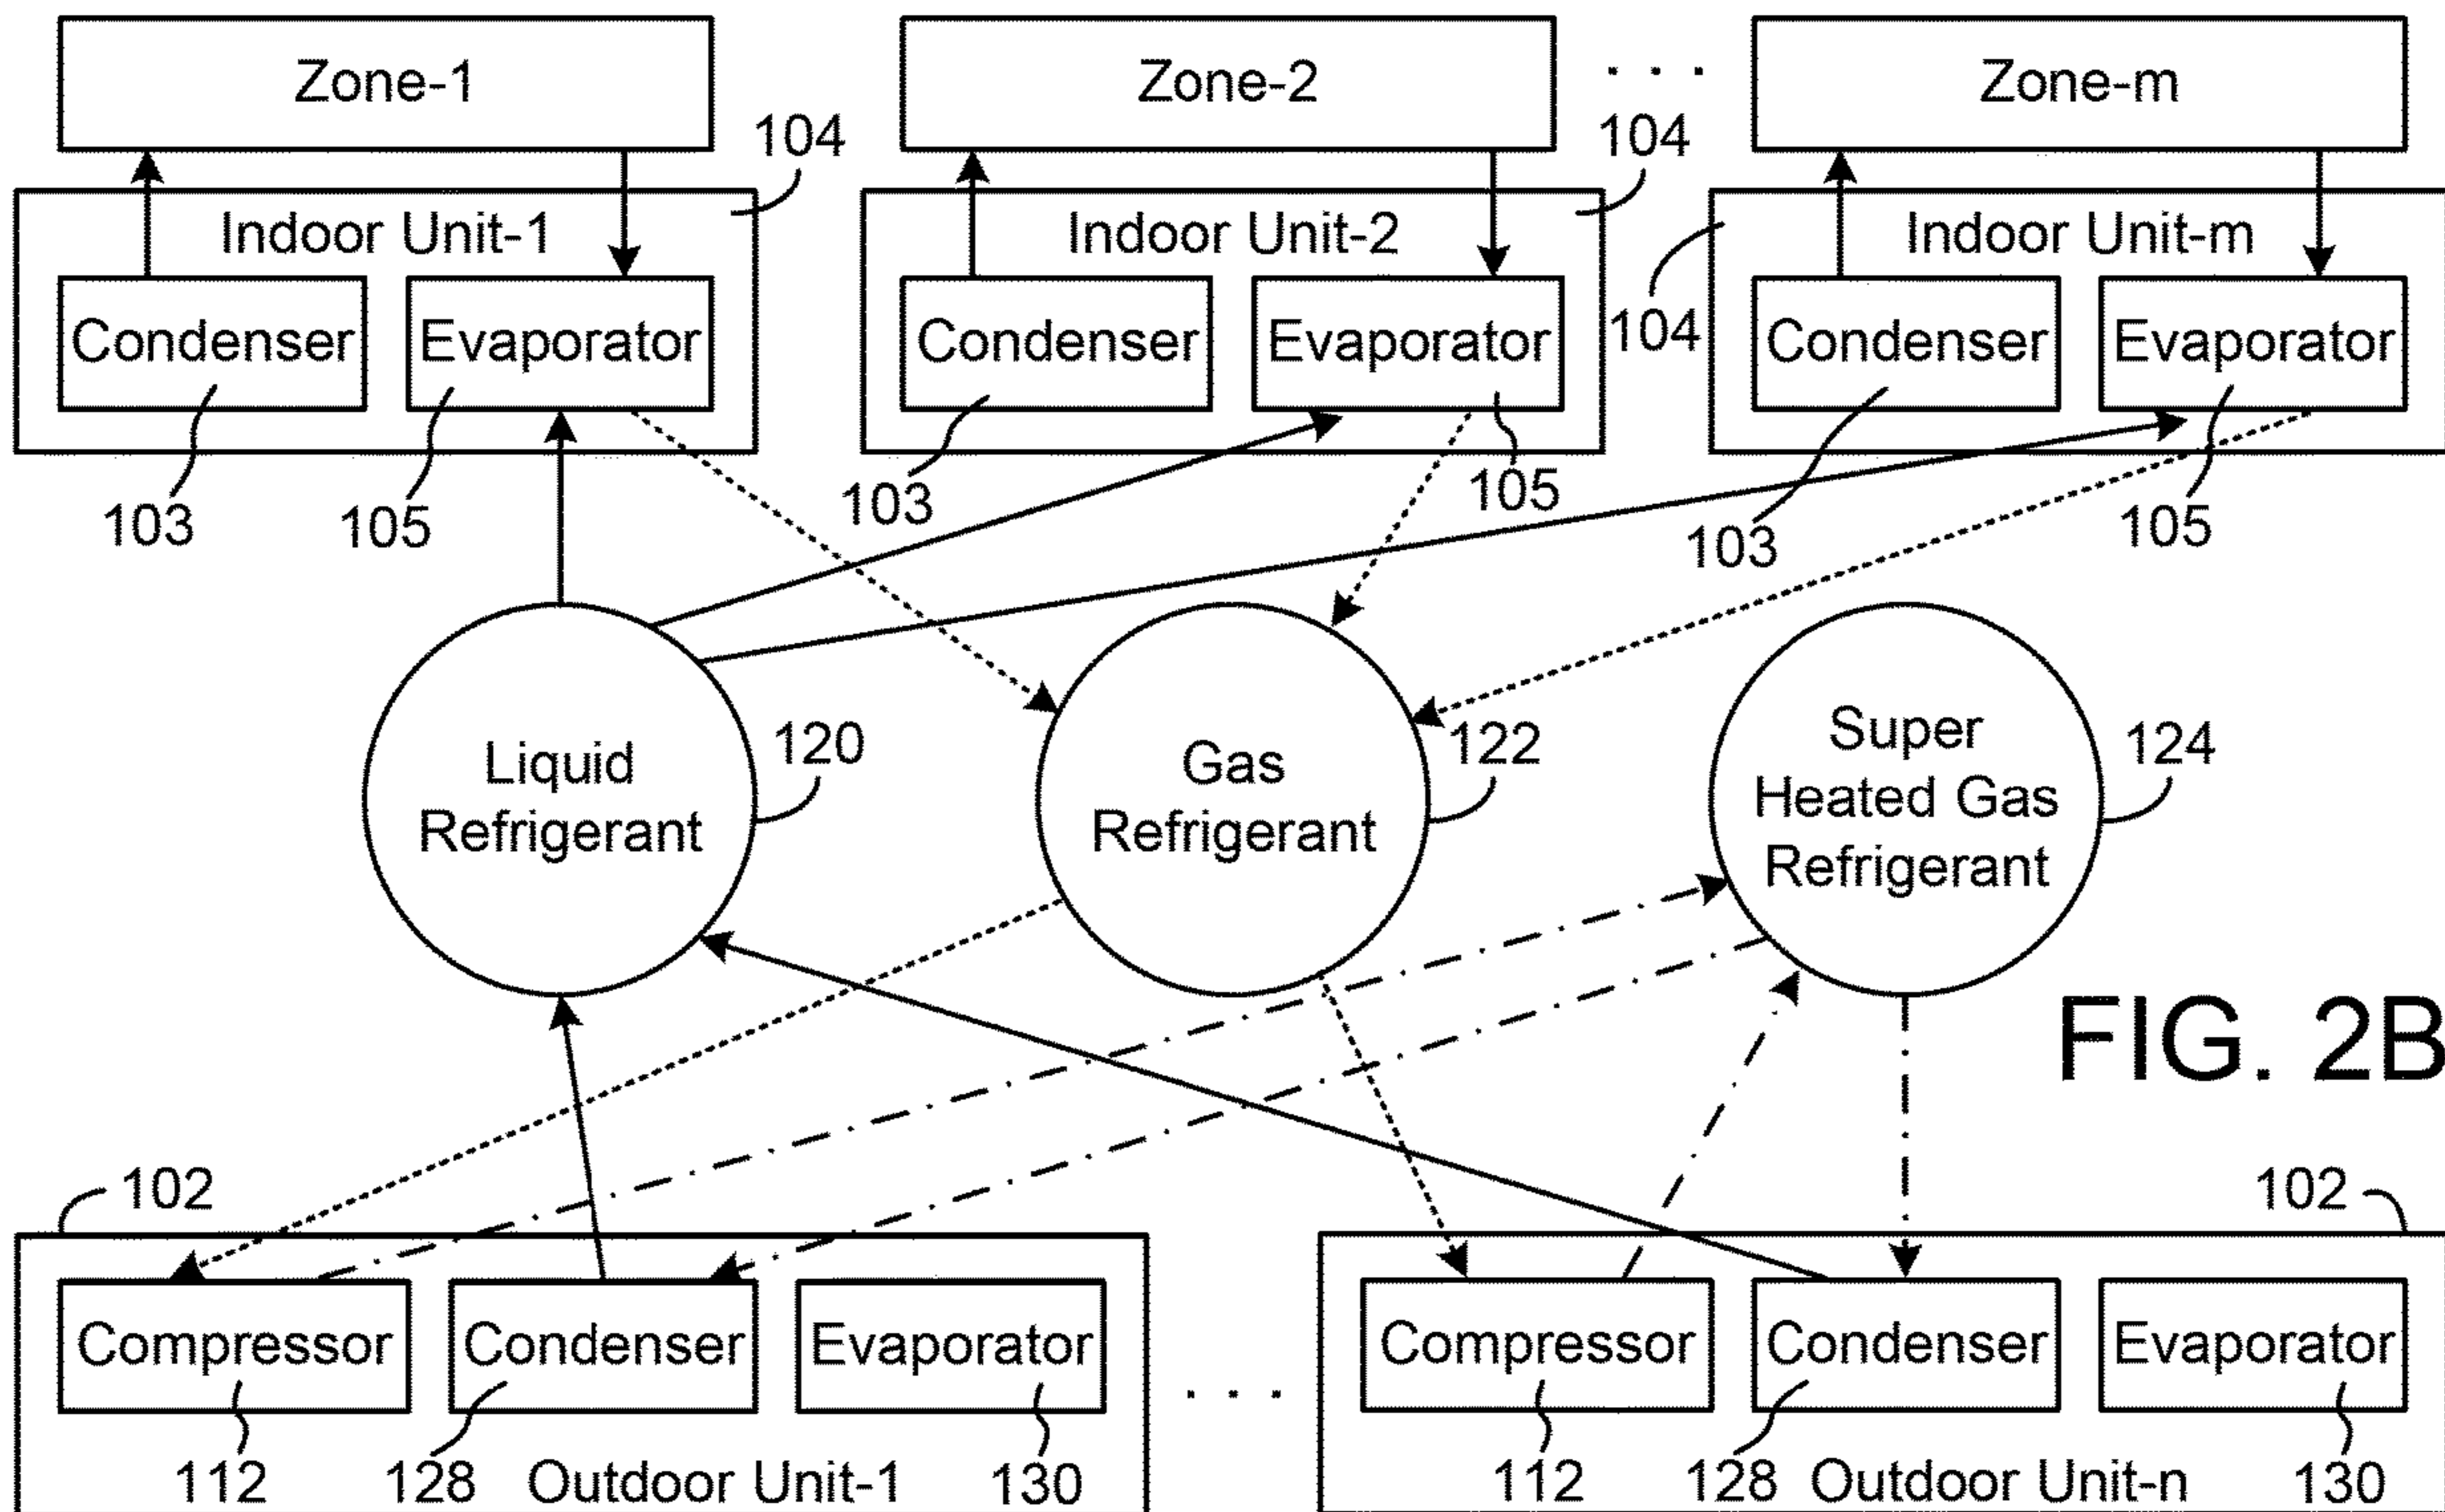 Zone-1
Zone-2
. . .
Zone-m
104
104
Indoor Unit-1
Indoor Unit-2
Indoor Unit-m
104
Condenser
Evaporator
Condenser
Evaporator
Condenser
Evaporator
103
105
103
105
103
105
Liquid
Refrigerant
120
Gas
Refrigerant
122
Super
Heated Gas
Refrigerant
124
FIG. 2B
102
102
Compressor
Condenser
Evaporator
. . .
Compressor
Condenser
Evaporator
112
128
Outdoor Unit-1
130
112
128
Outdoor Unit-n
130